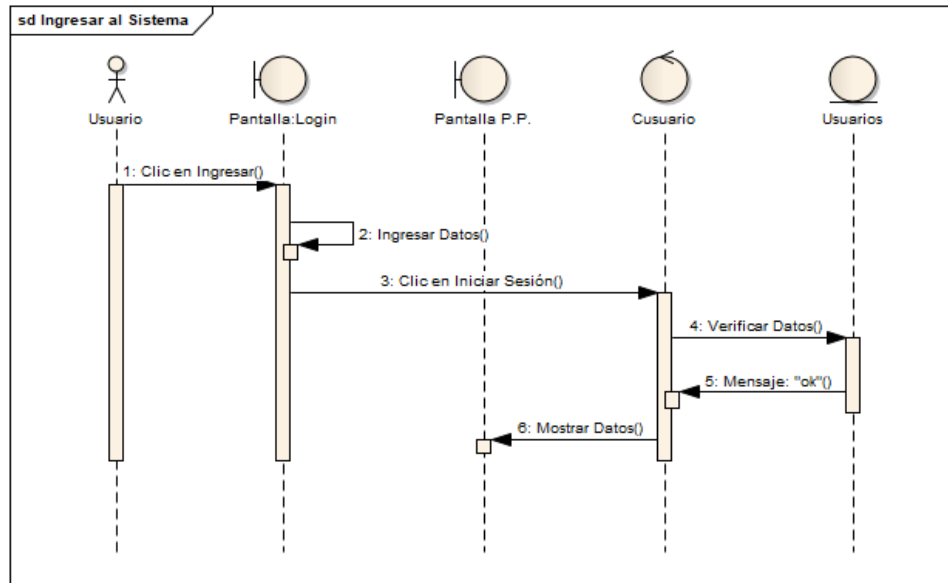 sd Ingresar al Sistema
Usuario
Pantalla:Login
Pantalla P.P.
Cusuario
Usuarios
1: Clic en Ingresar()
2: Ingresar Datos()
3: Clic en Iniciar Sesión()
4: Verificar Datos()
5: Mensaje: "ok"()
6: Mostrar Datos()